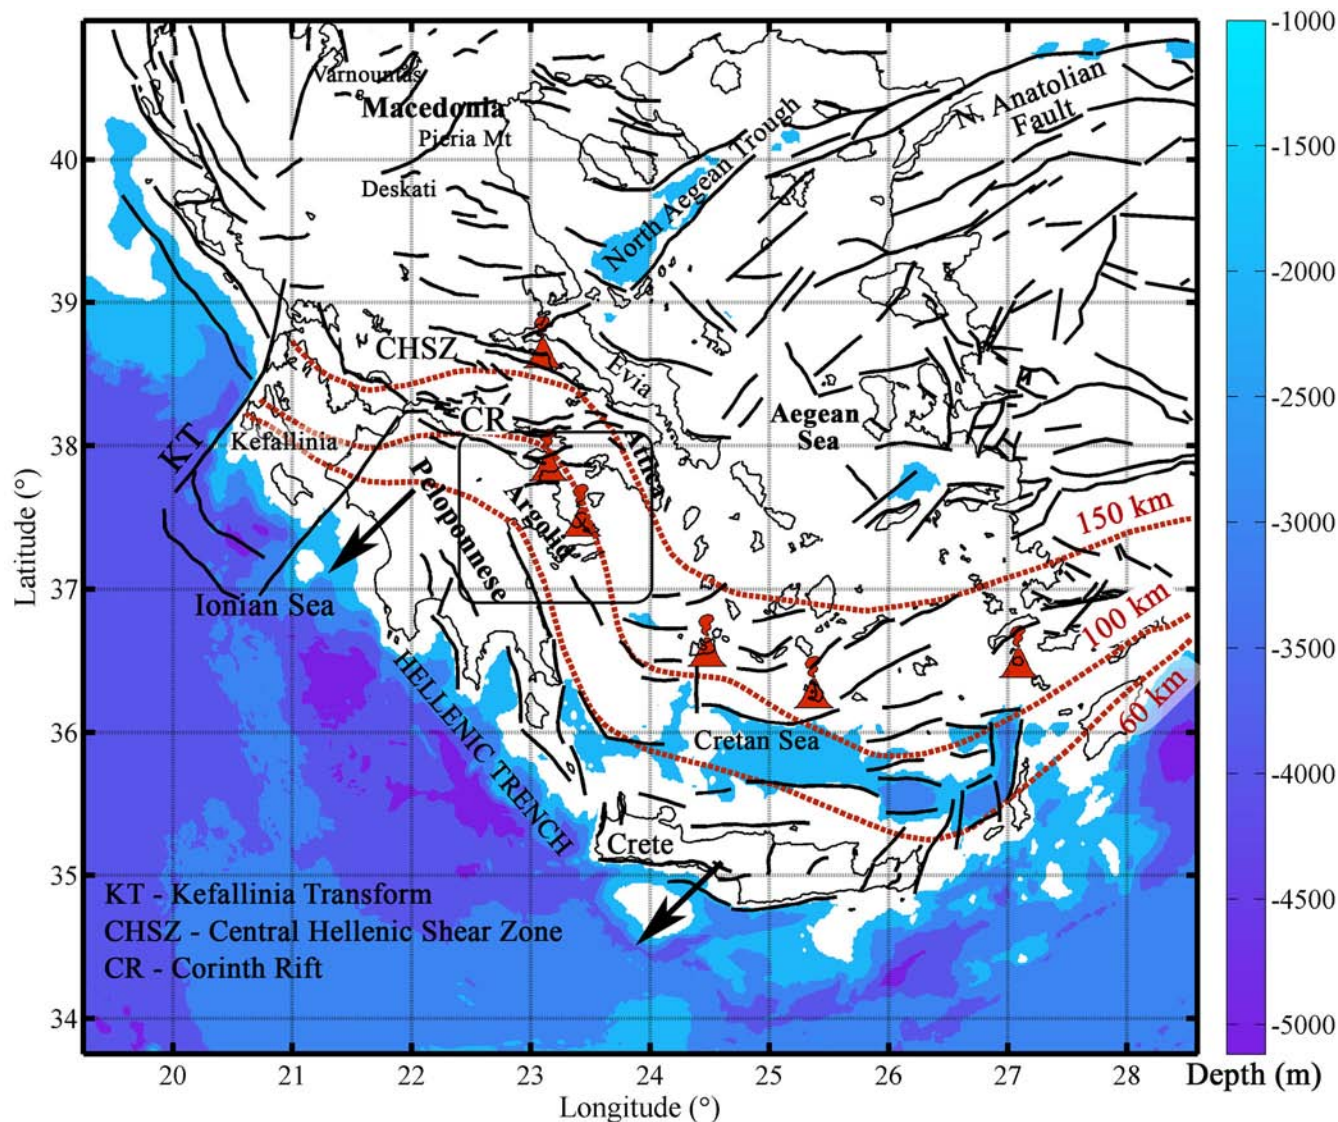 Varnountas
Macedonia
Pieria Mt
Deskati
North Aegean Trough
N. Anatolian
Fault
CHSZ
Evia
CR
Kefallinia
KT
Attica
Aegean
Sea
Peloponnese
Argolid
150 km
100 km
60 km
Ionian Sea
HELLENIC TRENCH
Cretan Sea
Crete
KT - Kefallinia Transform
CHSZ - Central Hellenic Shear Zone
CR - Corinth Rift
40
39
38
37
36
35
34
Latitude (°)
20 21 22 23 24 25 26 27 28
Longitude (°)
-1000
-1500
-2000
-2500
-3000
-3500
-4000
-4500
-5000
Depth (m)